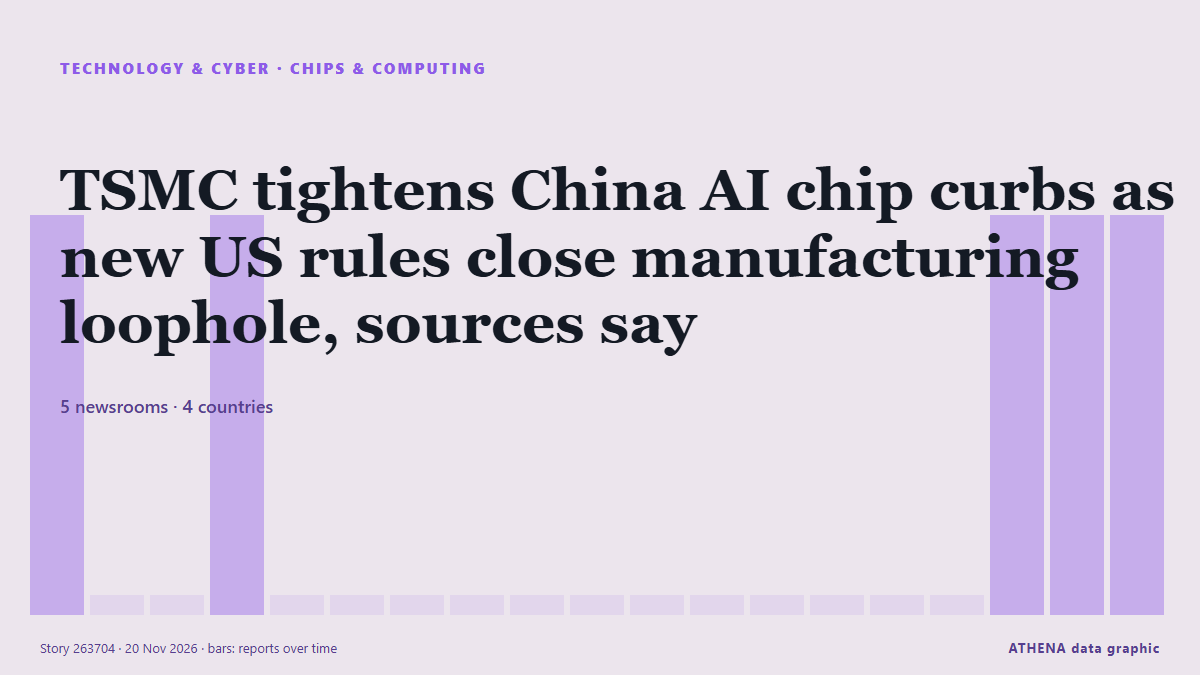 TECHNOLOGY & CYBER · CHIPS & COMPUTING
TSMC tightens China AI chip curbs as
new US rules close manufacturing
loophole, sources say
5 newsrooms · 4 countries
Story 263704 · 20 Nov 2026 · bars: reports over time
ATHENA data graphic